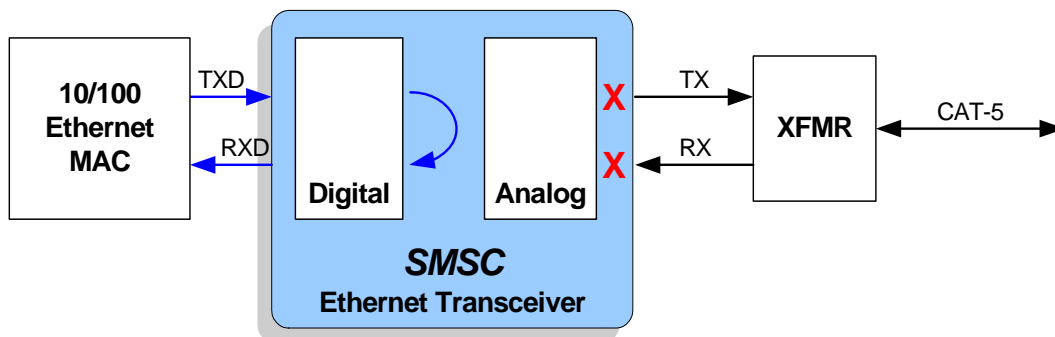 10/100
Ethernet
MAC
TXD
RXD
Digital
Analog
X
X
SMSC
Ethernet Transceiver
TX
RX
XFMR
CAT-5